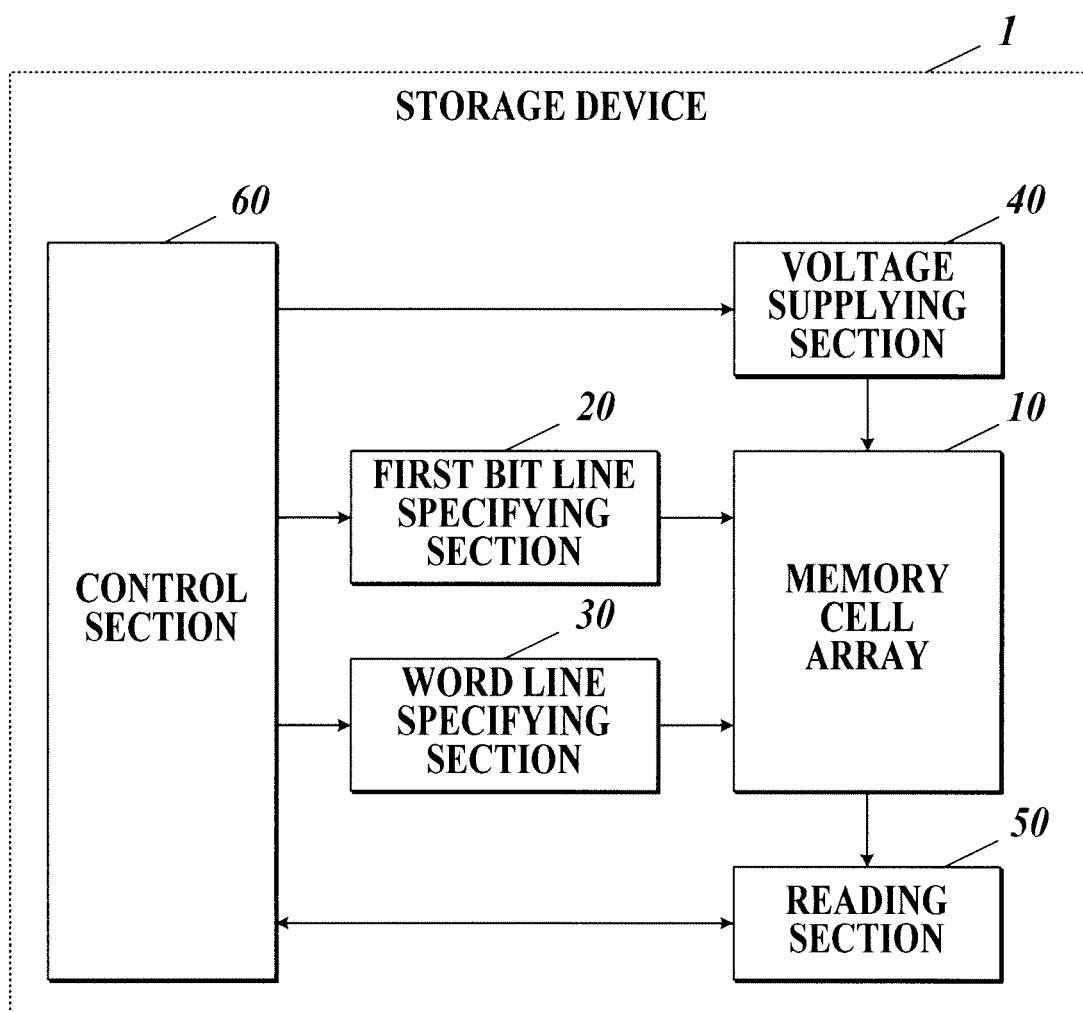 1
STORAGE DEVICE
60
40
VOLTAGE
SUPPLYING
SECTION
20
10
FIRST BIT LINE
SPECIFYING
SECTION
CONTROL
SECTION
MEMORY
CELL
ARRAY
30
WORD LINE
SPECIFYING
SECTION
50
READING
SECTION